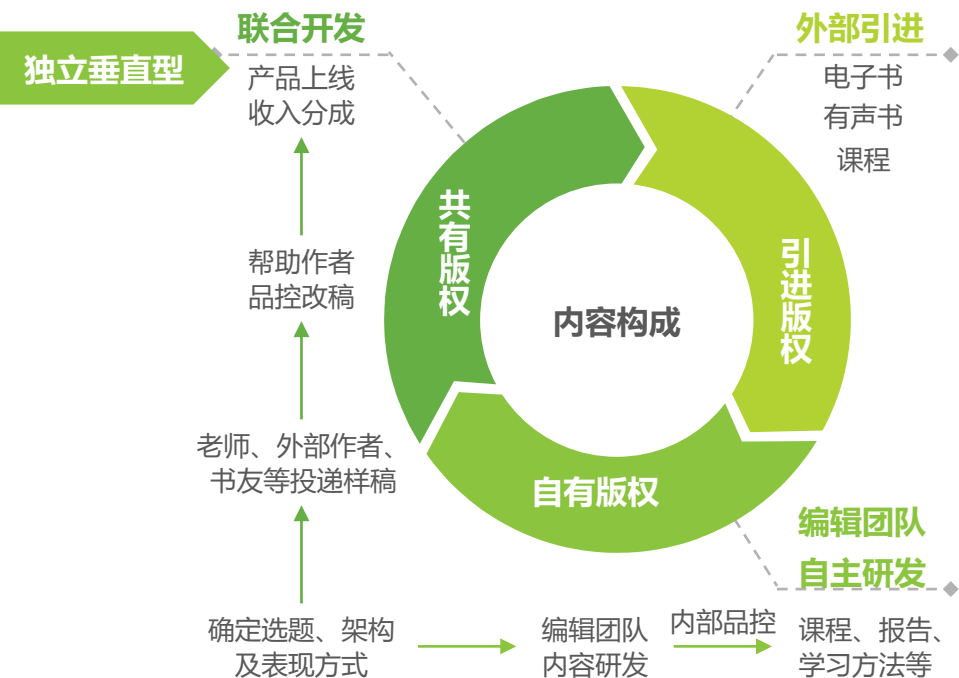 独立垂直型
联合开发
产品上线
收入分成
帮助作者
品控改稿
老师、外部作者、
书友等投递样稿
确定选题、架构
及表现方式
外部引进
电子书
有声书
课程
共有版权
引进版权
内容构成
自有版权
编辑团队
自主研发
编辑团队
内容研发
内部品控
课程、报告、
学习方法等